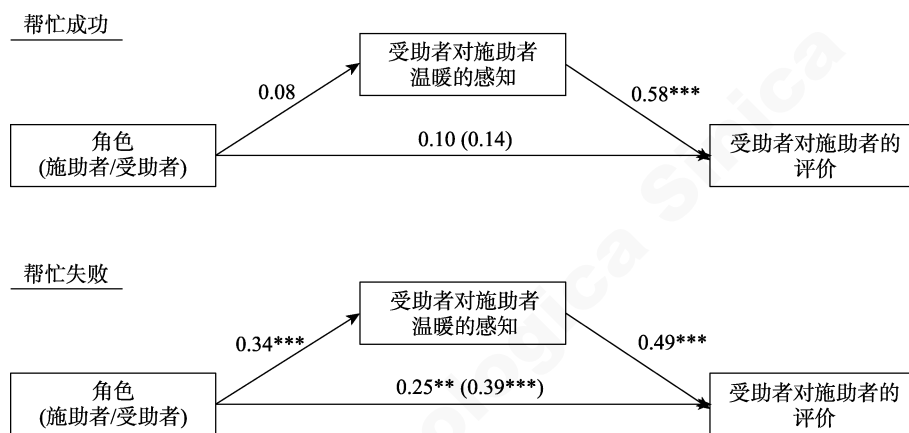 帮忙成功
受助者对施助者
温暖的感知
0.08
0.58***
角色
(施助者/受助者)
0.10 (0.14)
受助者对施助者的
评价
帮忙失败
受助者对施助者
温暖的感知
0.34***
0.49***
角色
(施助者/受助者)
0.25** (0.39***)
受助者对施助者的
评价
ologica Sinica